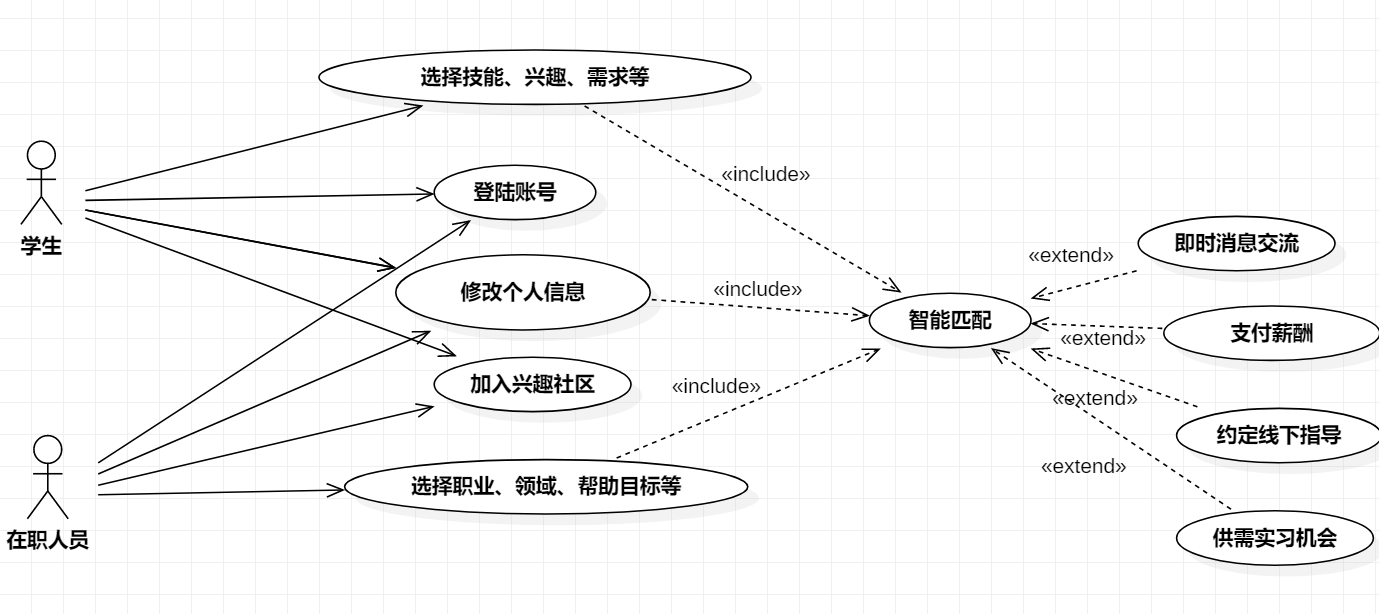 选择技能、兴趣、需求等
«include»
登陆账号
学生
即时消息交流
«extend»
修改个人信息
«include»
智能匹配
支付薪酬
«extend»
加入兴趣社区
«include»
«extend»
约定线下指导
«extend»
选择职业、领域、帮助目标等
在职人员
供需实习机会